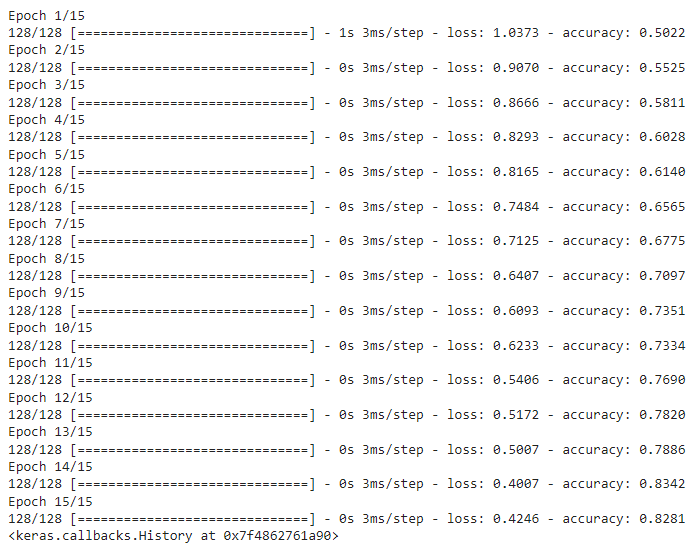 Epoch 1/15
128/128 [==============================] - 1s 3ms/step - loss: 1.0373 - accuracy: 0.5022
Epoch 2/15
128/128 [==============================] - 0s 3ms/step - loss: 0.9070 - accuracy: 0.5525
Epoch 3/15
128/128 [==============================] - 0s 3ms/step - loss: 0.8666 - accuracy: 0.5811
Epoch 4/15
128/128 [==============================] - 0s 3ms/step - loss: 0.8293 - accuracy: 0.6028
Epoch 5/15
128/128 [==============================] - 0s 3ms/step - loss: 0.8165 - accuracy: 0.6140
Epoch 6/15
128/128 [==============================] - 0s 3ms/step - loss: 0.7484 - accuracy: 0.6565
Epoch 7/15
128/128 [==============================] - 0s 3ms/step - loss: 0.7125 - accuracy: 0.6775
Epoch 8/15
128/128 [==============================] - 0s 3ms/step - loss: 0.6407 - accuracy: 0.7097
Epoch 9/15
128/128 [==============================] - 0s 3ms/step - loss: 0.6093 - accuracy: 0.7351
Epoch 10/15
128/128 [==============================] - 0s 3ms/step - loss: 0.6233 - accuracy: 0.7334
Epoch 11/15
128/128 [==============================] - 0s 3ms/step - loss: 0.5406 - accuracy: 0.7690
Epoch 12/15
128/128 [==============================] - 0s 3ms/step - loss: 0.5172 - accuracy: 0.7820
Epoch 13/15
128/128 [==============================] - 0s 3ms/step - loss: 0.5007 - accuracy: 0.7886
Epoch 14/15
128/128 [==============================] - 0s 3ms/step - loss: 0.4007 - accuracy: 0.8342
Epoch 15/15
128/128 [==============================] - 0s 3ms/step - loss: 0.4246 - accuracy: 0.8281
<keras.callbacks.History at 0x7f4862761a90>